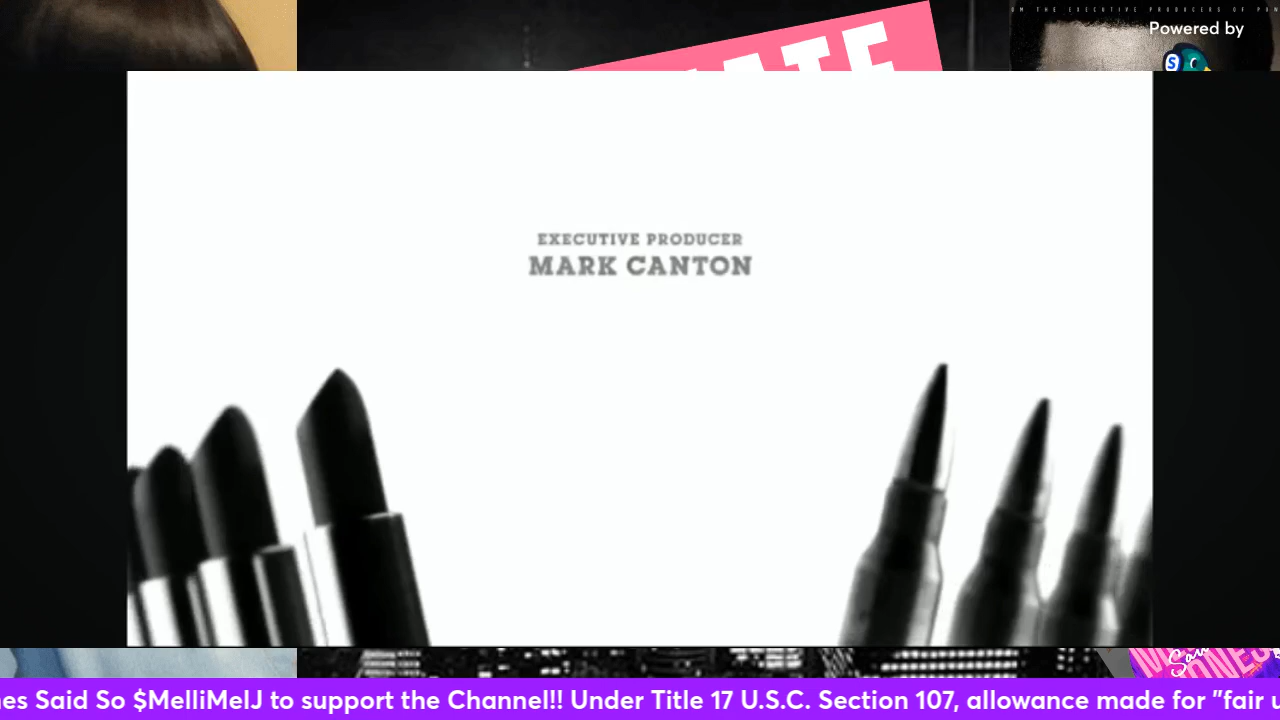 Powered by
EXECUTIVE PRODUCER
MARK CANTON
nes Said So $MelliMelJ to support the Channel!! Under Title 17 U.S.C. Section 107, allowance made for "fair u